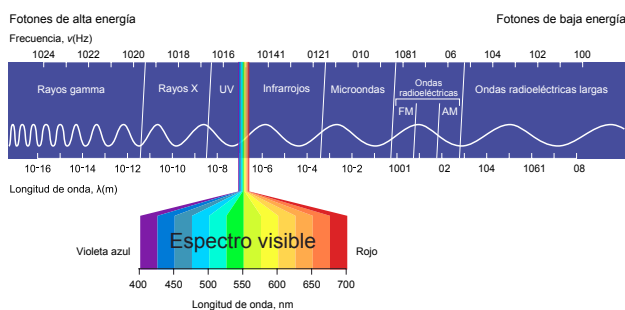 Fotones de alta energía Fotones de baja energía
Frecuencia, ν(Hz)
1024 1022 1020 1018 1016 10141 0121 010 1081 06 104 102 100
Rayos gamma Rayos X UV Infrarrojos Microondas Ondas radioeléctricas Ondas radioeléctricas largas
FM AM
10-16 10-14 10-12 10-10 10-8 10-6 10-4 10-2 1001 02 104 1061 08
Longitud de onda, λ(m)
Violeta azul Espectro visible Rojo
400 450 500 550 600 650 700
Longitud de onda, nm